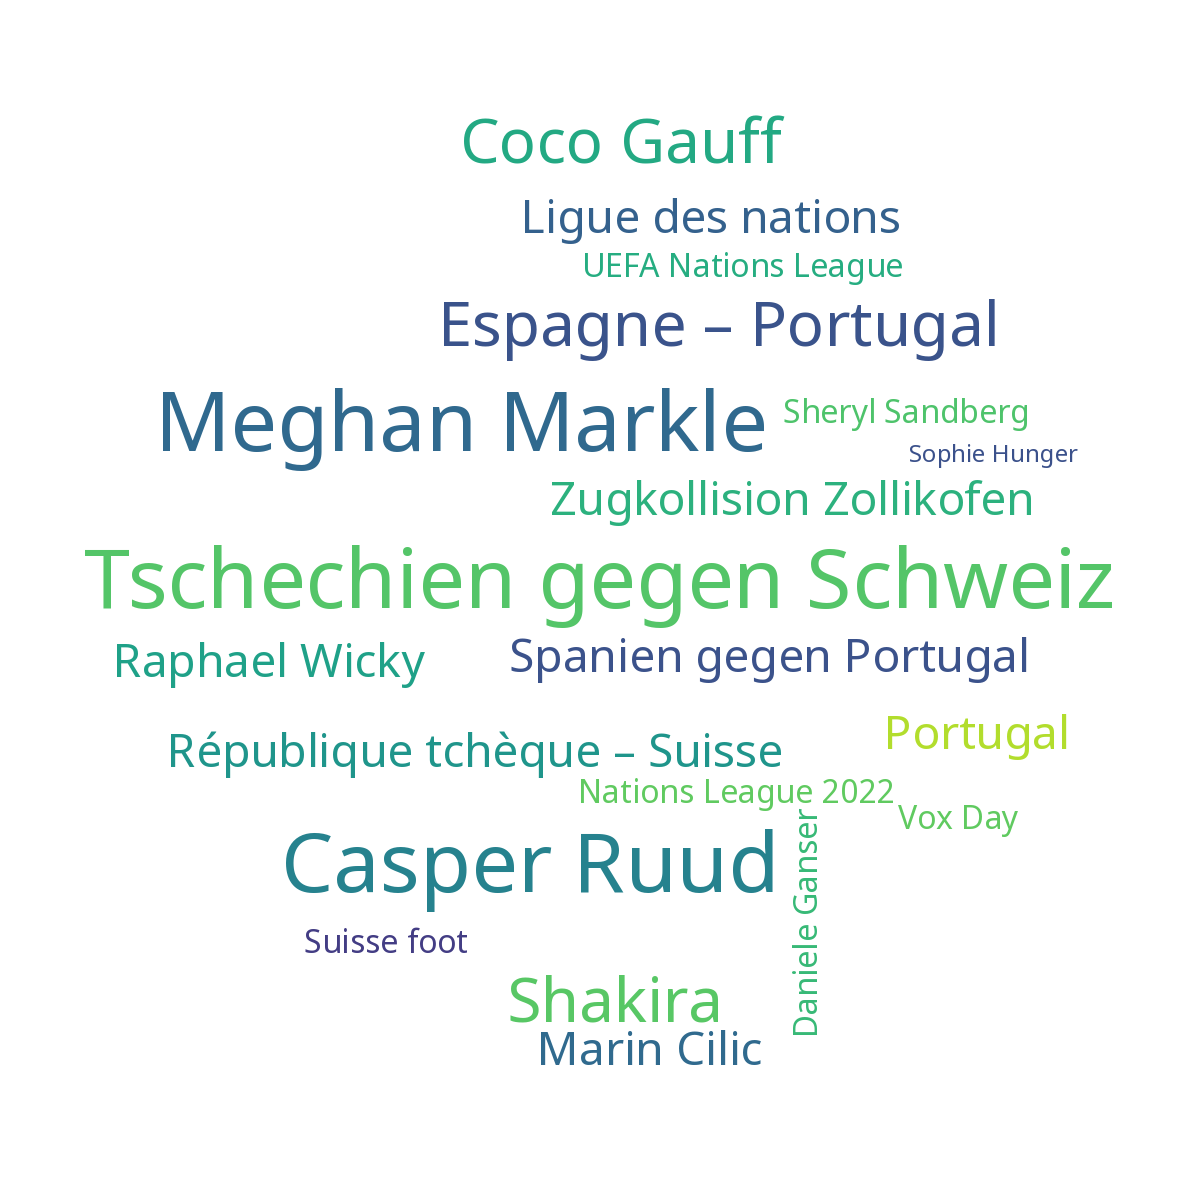 Coco Gauff
Ligue des nations
UEFA Nations League
Espagne – Portugal
Meghan Markle
Sheryl Sandberg
Sophie Hunger
Zugkollision Zollikofen
Tschechien gegen Schweiz
Raphael Wicky
Spanien gegen Portugal
Portugal
République tchèque – Suisse
Nations League 2022
Vox Day
Casper Ruud
Daniele Ganser
Suisse foot
Shakira
Marin Cilic